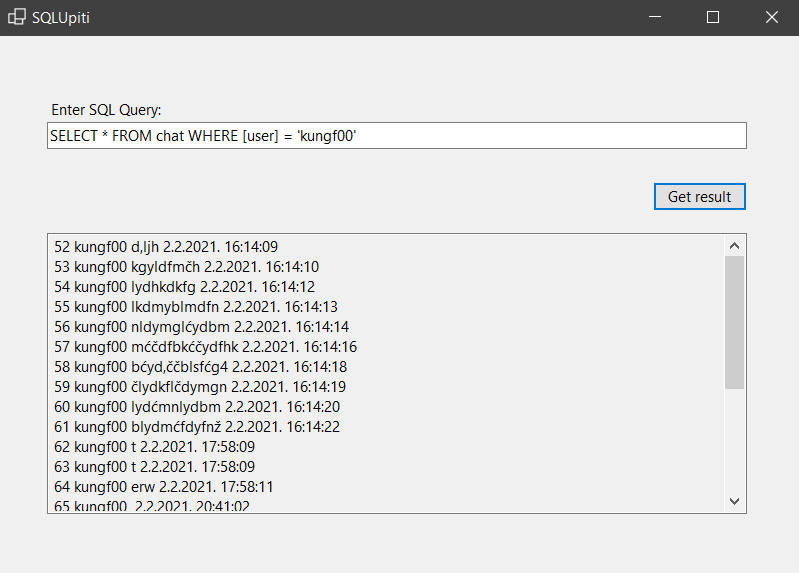 SQLUpiti
Enter SQL Query:
SELECT * FROM chat WHERE [user] = 'kungf00'
Get result
52 kungf00 d,ljh 2.2.2021. 16:14:09
53 kungf00 kgyldfmčh 2.2.2021. 16:14:10
54 kungf00 lydhkdkfg 2.2.2021. 16:14:12
55 kungf00 lkdmyblmdfn 2.2.2021. 16:14:13
56 kungf00 nldymglćydbm 2.2.2021. 16:14:14
57 kungf00 mććdfbkćčydfhk 2.2.2021. 16:14:16
58 kungf00 bćyd,ččblsfćg4 2.2.2021. 16:14:18
59 kungf00 člydkflčdymgn 2.2.2021. 16:14:19
60 kungf00 lydćmnlydbm 2.2.2021. 16:14:20
61 kungf00 blydmćfdyfnž 2.2.2021. 16:14:22
62 kungf00 t 2.2.2021. 17:58:09
63 kungf00 t 2.2.2021. 17:58:09
64 kungf00 erw 2.2.2021. 17:58:11
65 kungf00  2.2.2021. 20:41:02